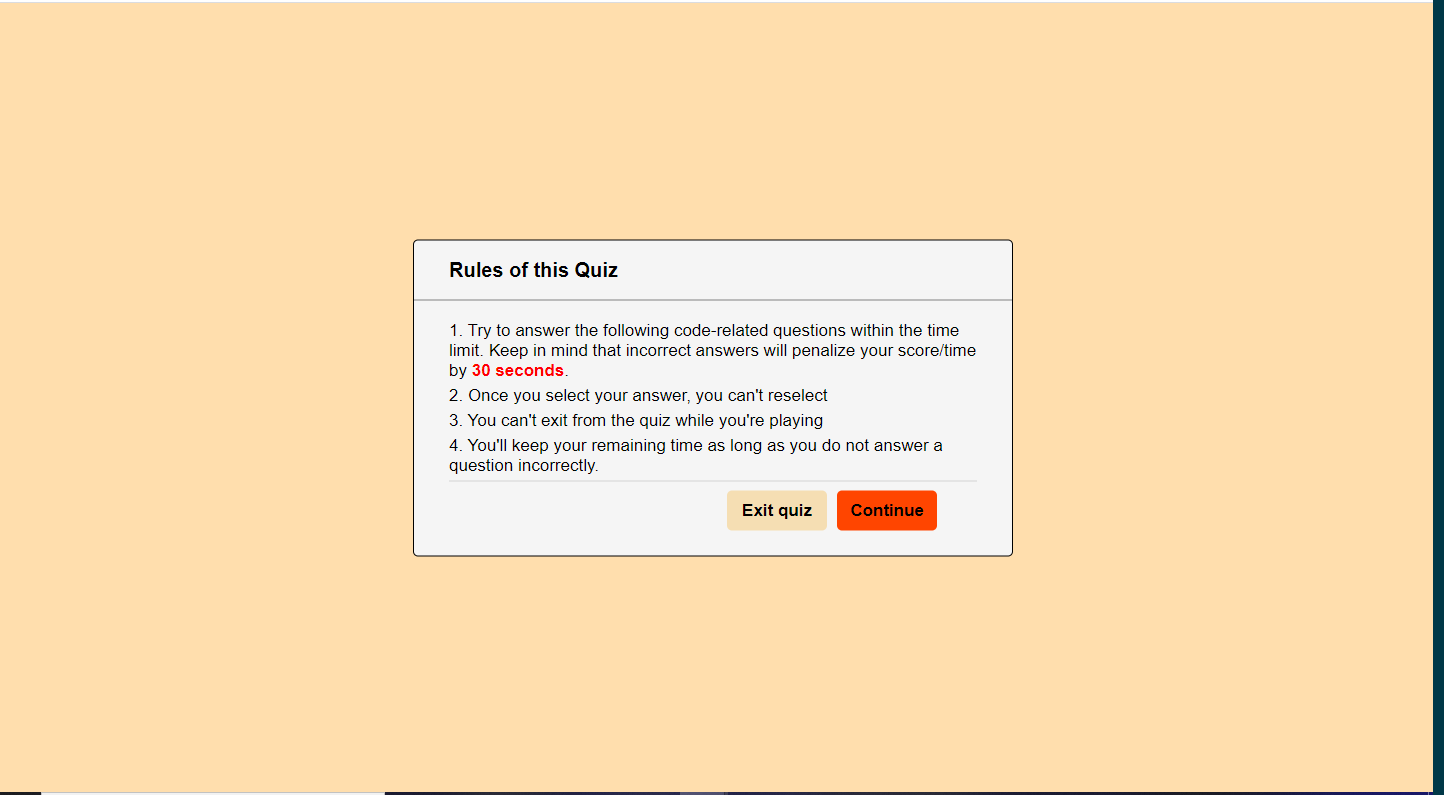 Rules of this Quiz
1. Try to answer the following code-related questions within the time
limit. Keep in mind that incorrect answers will penalize your score/time
by 30 seconds.
2. Once you select your answer, you can't reselect
3. You can't exit from the quiz while you're playing
4. You'll keep your remaining time as long as you do not answer a
question incorrectly.
Exit quiz
Continue